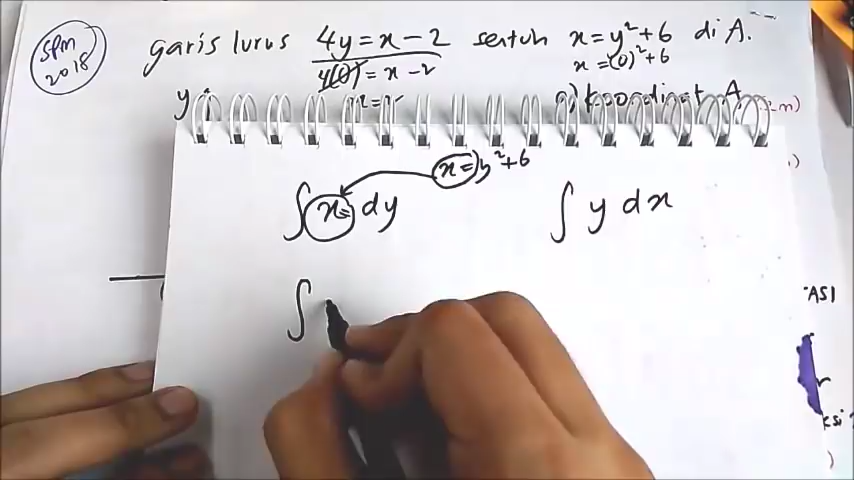 SPM 2018
garis lurus 4y = x - 2 sentuh x = y² + 6 di A.
4(0) = x - 2
x = (0)² + 6
y
a) Koordinat A
x = y² + 6
∫ x = dy
∫ y dx
∫